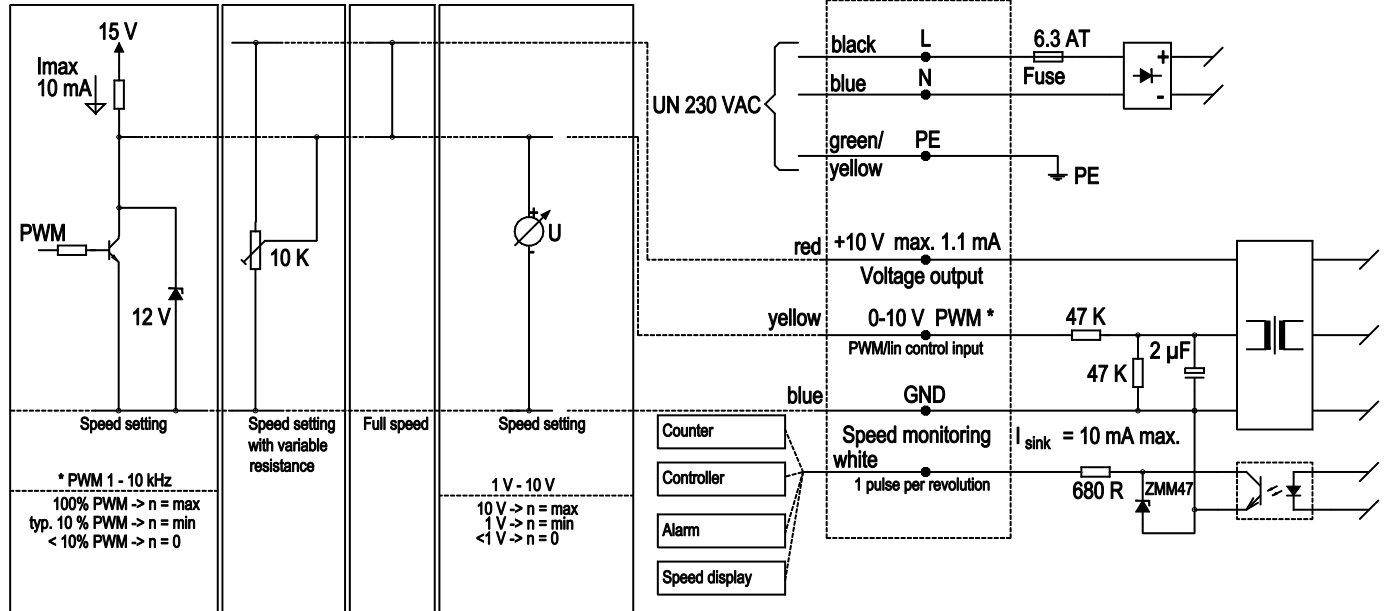 15 V
Imax
10 mA
PWM
12 V
Speed setting
* PWM 1 - 10 kHz
100% PWM -> n = max
typ. 10 % PWM -> n = min
< 10% PWM -> n = 0
10 K
Speed setting
with variable
resistance
Full speed
+
U
-
Speed setting
1 V - 10 V
10 V -> n = max
1 V -> n = min
<1 V -> n = 0
UN 230 VAC
black
L
6.3 AT
Fuse
+
-
blue
N
green/
yellow
PE
PE
red
+10 V max. 1.1 mA
Voltage output
yellow
0-10 V PWM *
PWM/lin control input
47 K
47 K
2 µF
blue
GND
Counter
Controller
Alarm
Speed display
Speed monitoring
white
1 pulse per revolution
I sink = 10 mA max.
680 R
ZMM47